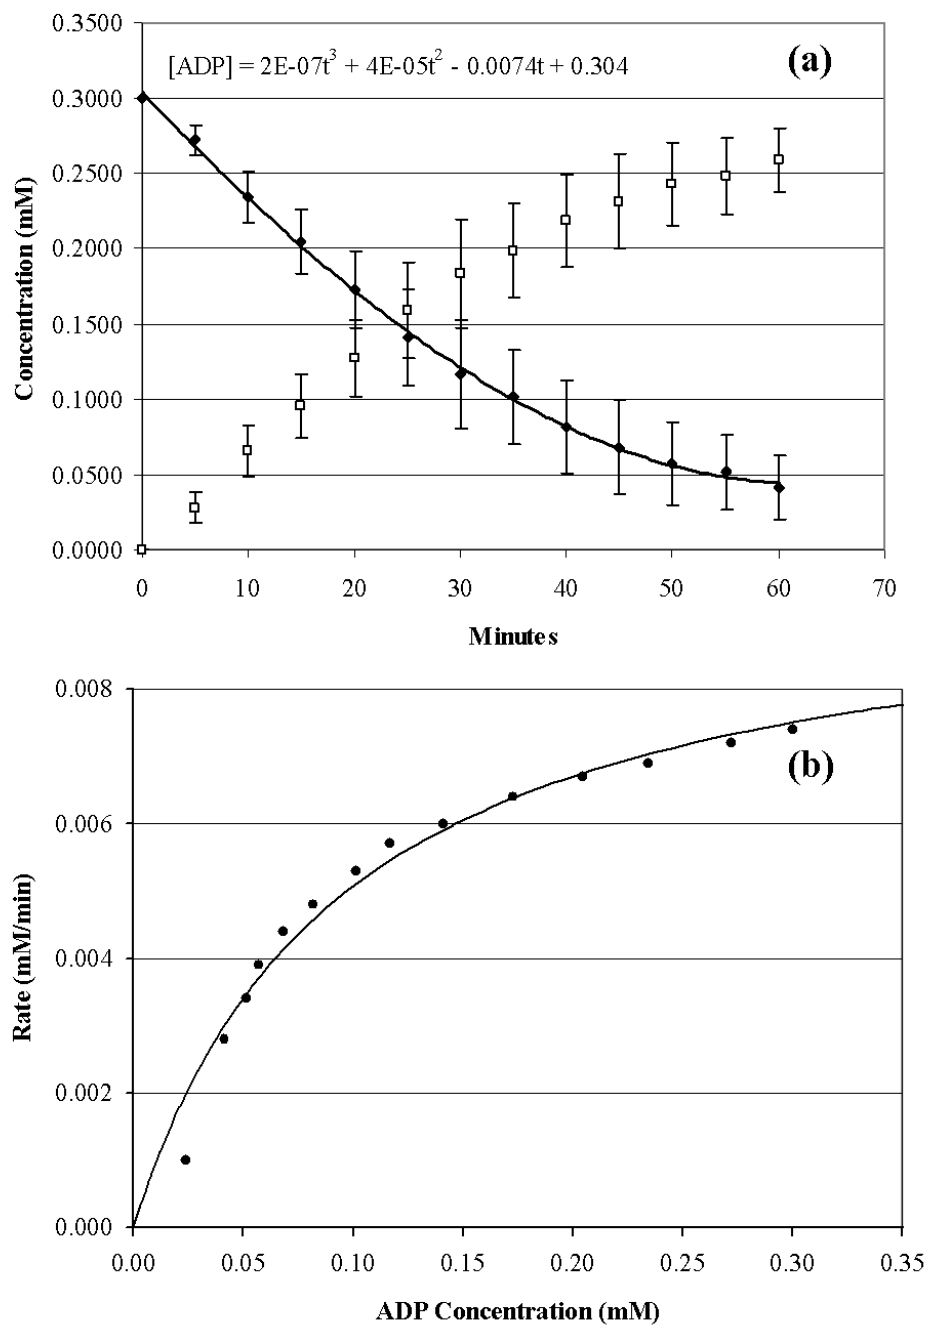 0.3500
[ADP] = 2E-07t³ + 4E-05t² - 0.0074t + 0.304
(a)
0.3000
0.2500
0.2000
0.1500
0.1000
0.0500
0.0000
Concentration (mM)
0 10 20 30 40 50 60 70
Minutes
0.008
(b)
0.006
0.004
0.002
0.000
Rate (mM/min)
0.00 0.05 0.10 0.15 0.20 0.25 0.30 0.35
ADP Concentration (mM)